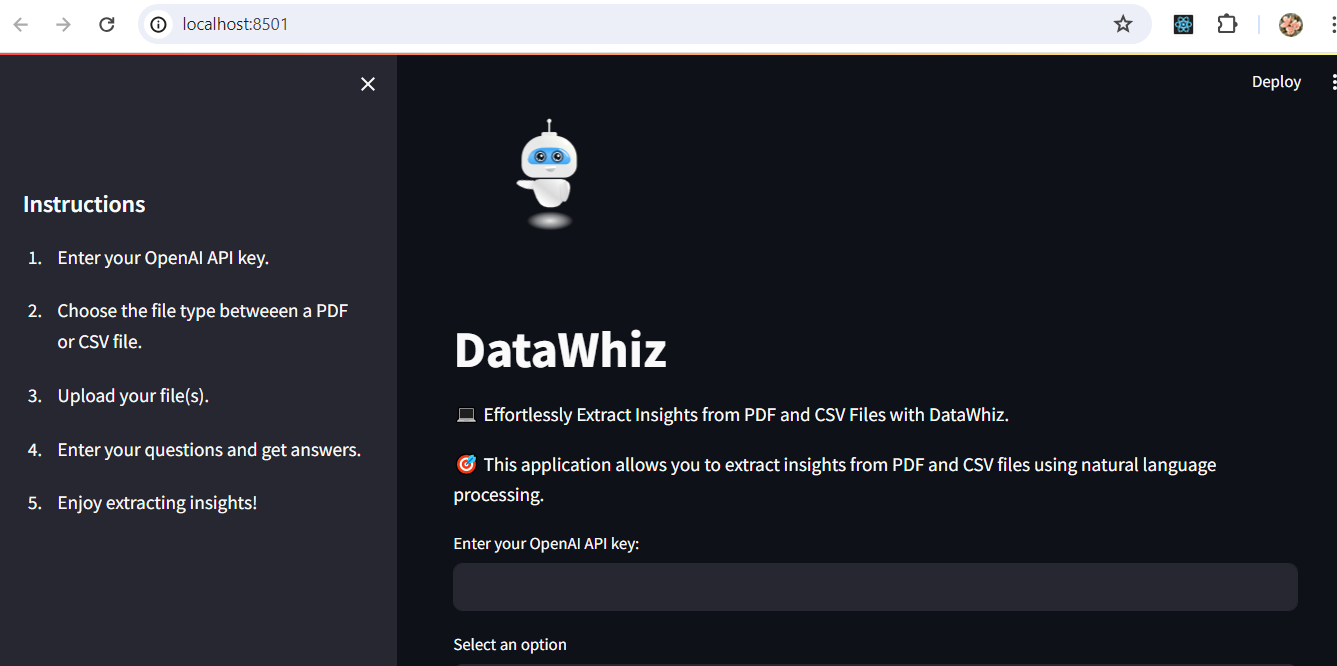 localhost:8501
Deploy
Instructions
1. Enter your OpenAI API key.
2. Choose the file type betweeen a PDF
or CSV file.
3. Upload your file(s).
4. Enter your questions and get answers.
5. Enjoy extracting insights!
DataWhiz
💻 Effortlessly Extract Insights from PDF and CSV Files with DataWhiz.
🎯 This application allows you to extract insights from PDF and CSV files using natural language
processing.
Enter your OpenAI API key:
Select an option